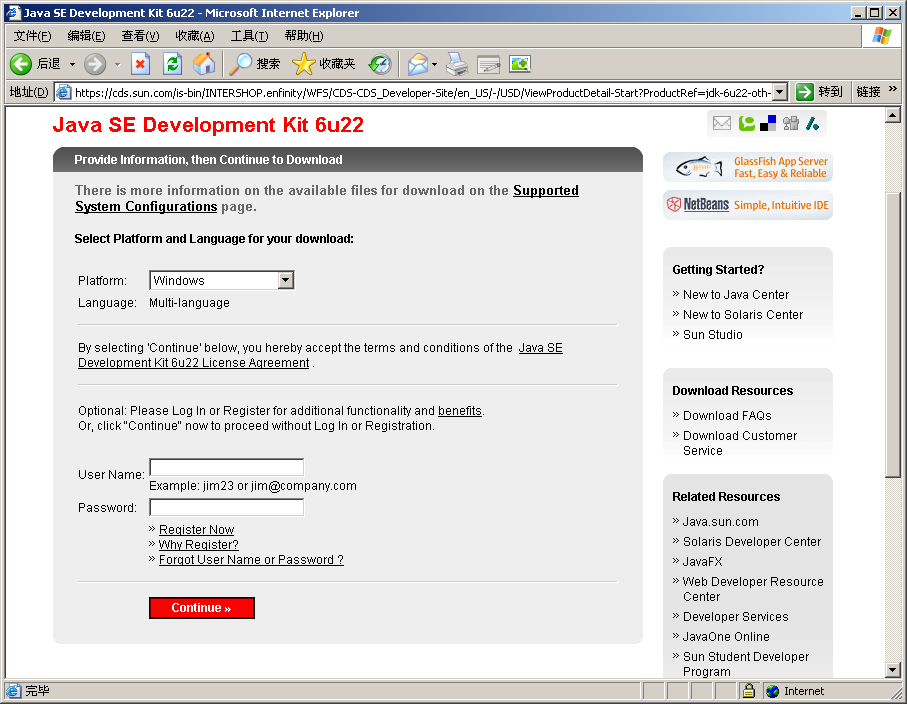 Java SE Development Kit 6u22 - Microsoft Internet Explorer
文件(F) 编辑(E) 查看(V) 收藏(A) 工具(T) 帮助(H)
后退 搜索 收藏夹
地址(D) https://cds.sun.com/is-bin/INTERSHOP.enfinity/WFS/CDS-CDS_Developer-Site/en_US/-/USD/ViewProductDetail-Start?ProductRef=jdk-6u22-oth- 转到 链接 »
Java SE Development Kit 6u22
Provide Information, then Continue to Download
There is more information on the available files for download on the Supported
System Configurations page.
Select Platform and Language for your download:
Platform: Windows
Language: Multi-language
By selecting 'Continue' below, you hereby accept the terms and conditions of the Java SE
Development Kit 6u22 License Agreement .
Optional: Please Log In or Register for additional functionality and benefits.
Or, click "Continue" now to proceed without Log In or Registration.
User Name:
Example: jim23 or jim@company.com
Password:
» Register Now
» Why Register?
» Forgot User Name or Password ?
Continue »
GlassFish App Server
Fast, Easy & Reliable
NetBeans Simple, Intuitive IDE
Getting Started?
» New to Java Center
» New to Solaris Center
» Sun Studio
Download Resources
» Download FAQs
» Download Customer
Service
Related Resources
» Java.sun.com
» Solaris Developer Center
» JavaFX
» Web Developer Resource
Center
» Developer Services
» JavaOne Online
» Sun Student Developer
Program
完毕 Internet